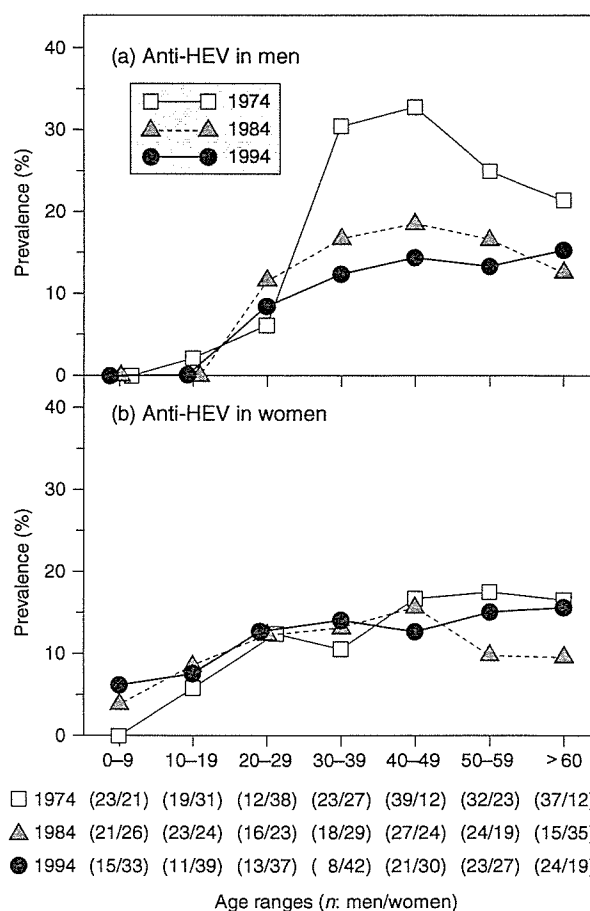 (a) Anti-HEV in men
1974
1984
1994
Prevalence (%)
40
30
20
10
0
(b) Anti-HEV in women
Prevalence (%)
40
30
20
10
0
0–9 10–19 20–29 30–39 40–49 50–59 >60
1974 (23/21) (19/31) (12/38) (23/27) (39/12) (32/23) (37/12)
1984 (21/26) (23/24) (16/23) (18/29) (27/24) (24/19) (15/35)
1994 (15/33) (11/39) (13/37) ( 8/42) (21/30) (23/27) (24/19)
Age ranges (n: men/women)